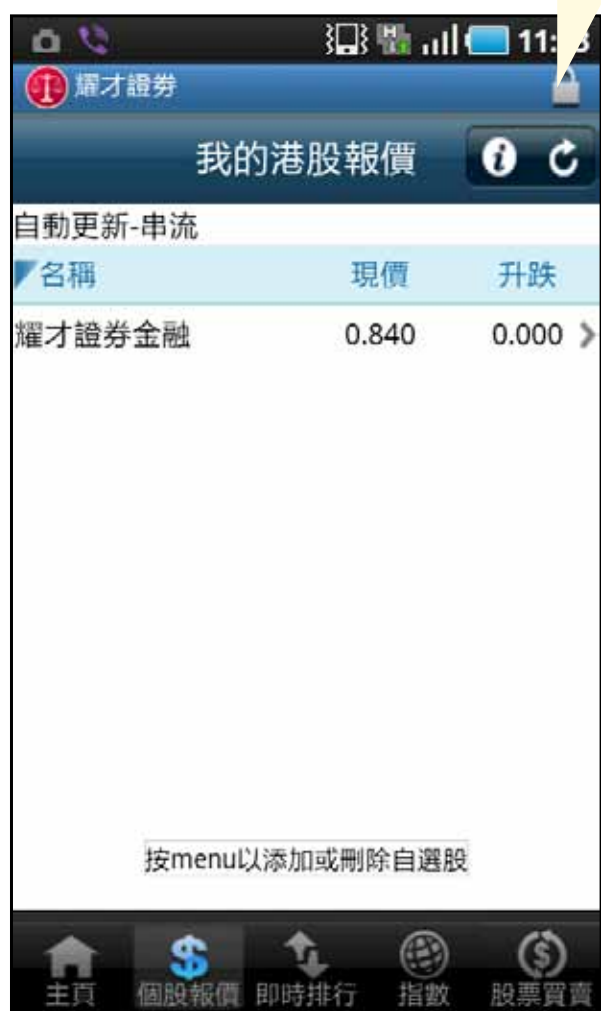 耀才證券
我的港股報價
自動更新-串流
名稱 現價 升跌
耀才證券金融 0.840 0.000
按menu以添加或刪除自選股
主頁 個股報價 即時排行 指數 股票買賣